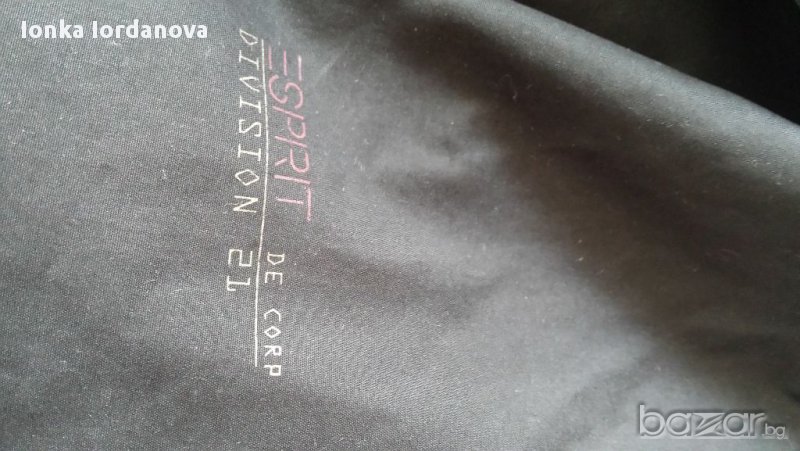 Ionka Iordanova
ESPRIT DE CORP
DIVISION 21
bazar.bg